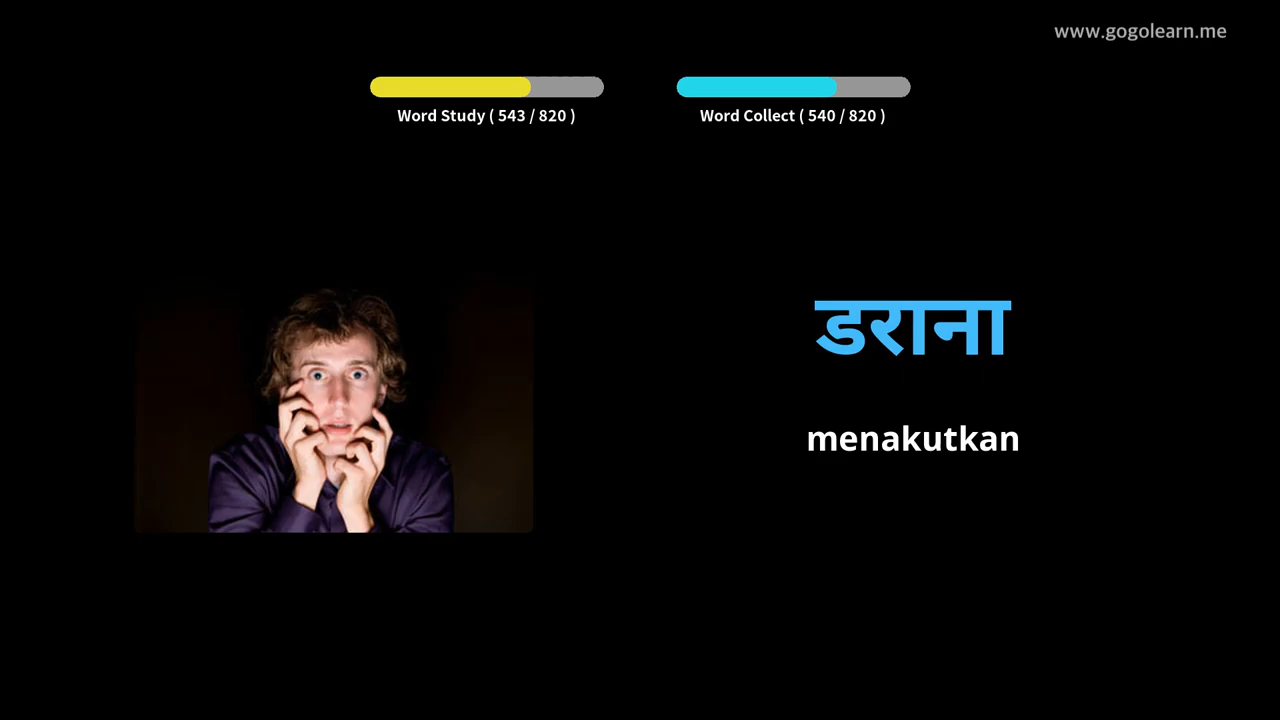 www.gogolearn.me
Word Study ( 543 / 820 )
Word Collect ( 540 / 820 )
डराना
menakutkan